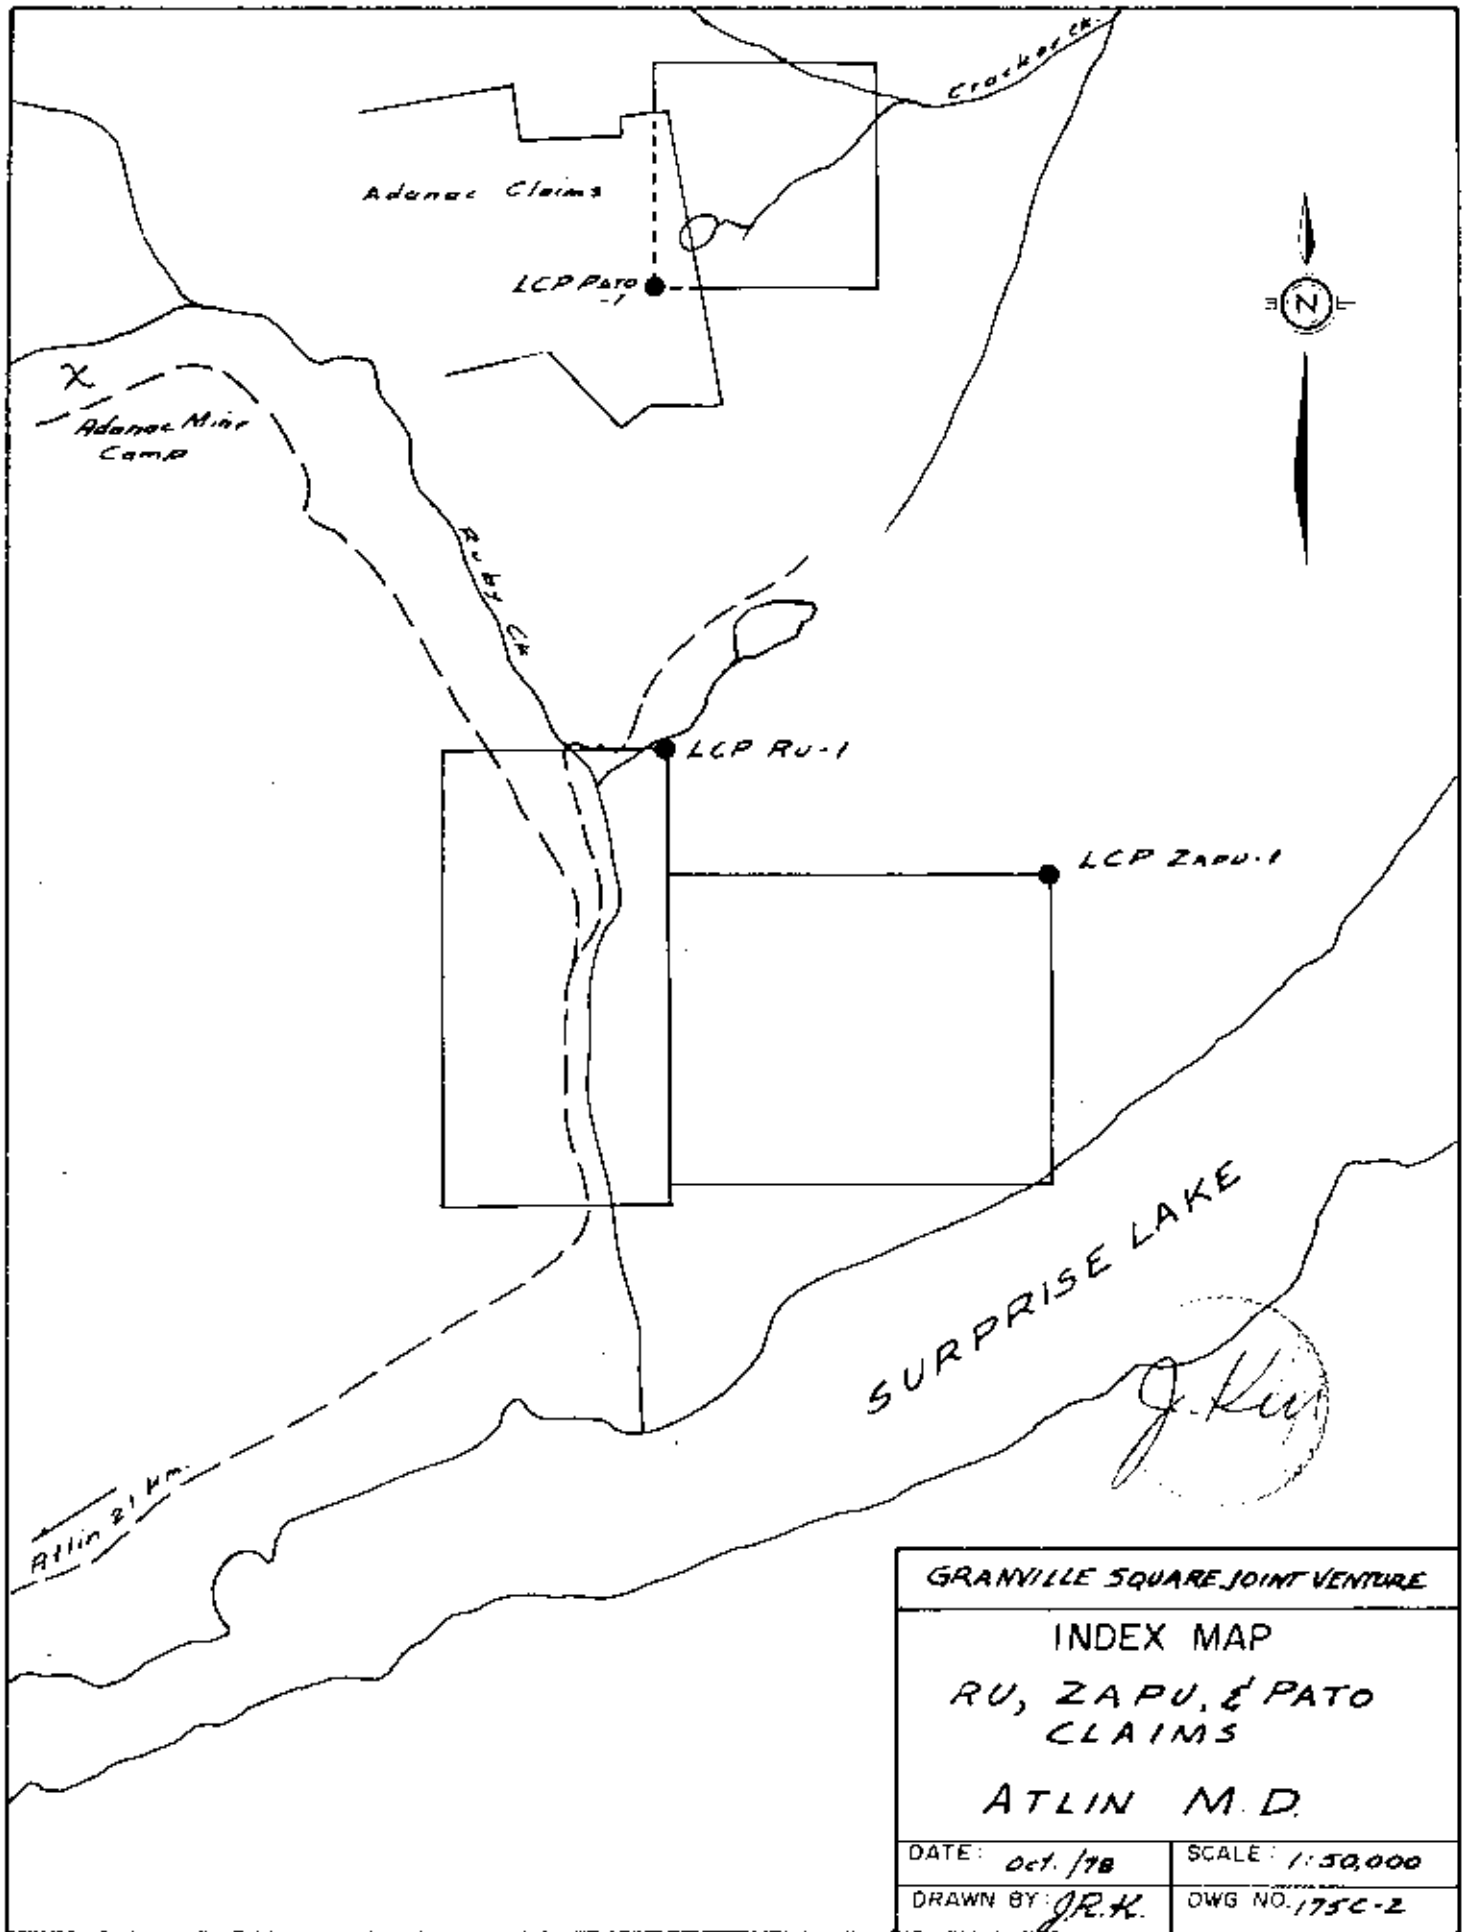 Cracker Ck.
Adanac Claims
LCP PATO
-1
X
Adanac Mine
Camp
Ruby Ck
N
LCP RU-1
LCP ZAPU-1
SURPRISE LAKE
Atlin 21 Km.
GRANVILLE SQUARE JOINT VENTURE
INDEX MAP
RU, ZAPU, & PATO
CLAIMS
ATLIN M.D.
DATE: Oct. /78
SCALE: 1:50,000
DRAWN BY: J.R.K.
DWG NO. 175C-2